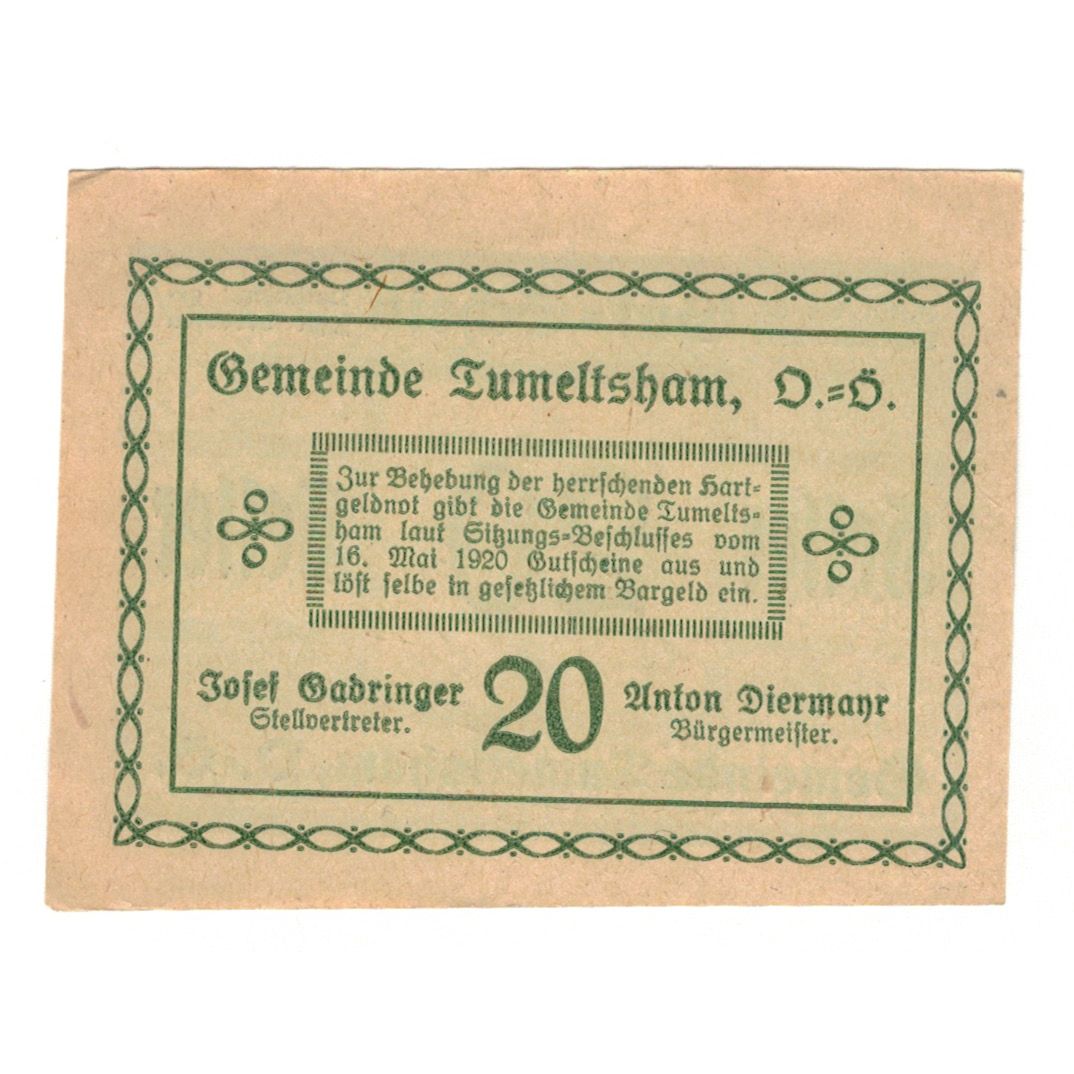 Gemeinde Tumeltsham, O.=Ö.
Zur Behebung der herrschenden Hart=
geldnot gibt die Gemeinde Tumelts=
ham laut Sitzungs=Beschlusses vom
16. Mai 1920 Gutscheine aus und
löst selbe in gesetzlichem Bargeld ein.
Josef Gadringer 20 Anton Diermayr
Stellvertreter. Bürgermeister.